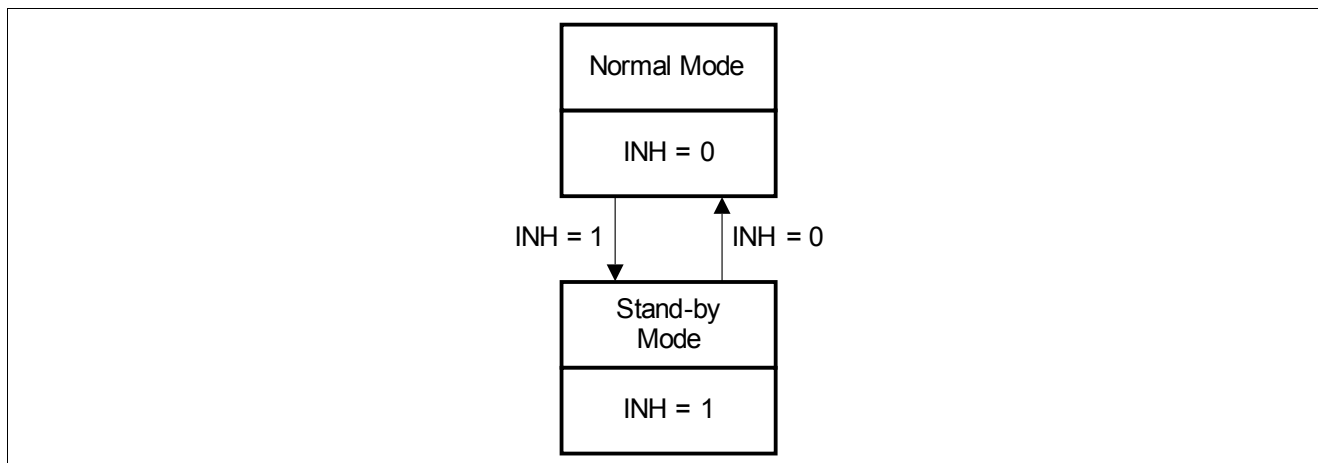 Normal Mode
INH = 0
INH = 1
INH = 0
Stand-by
Mode
INH = 1